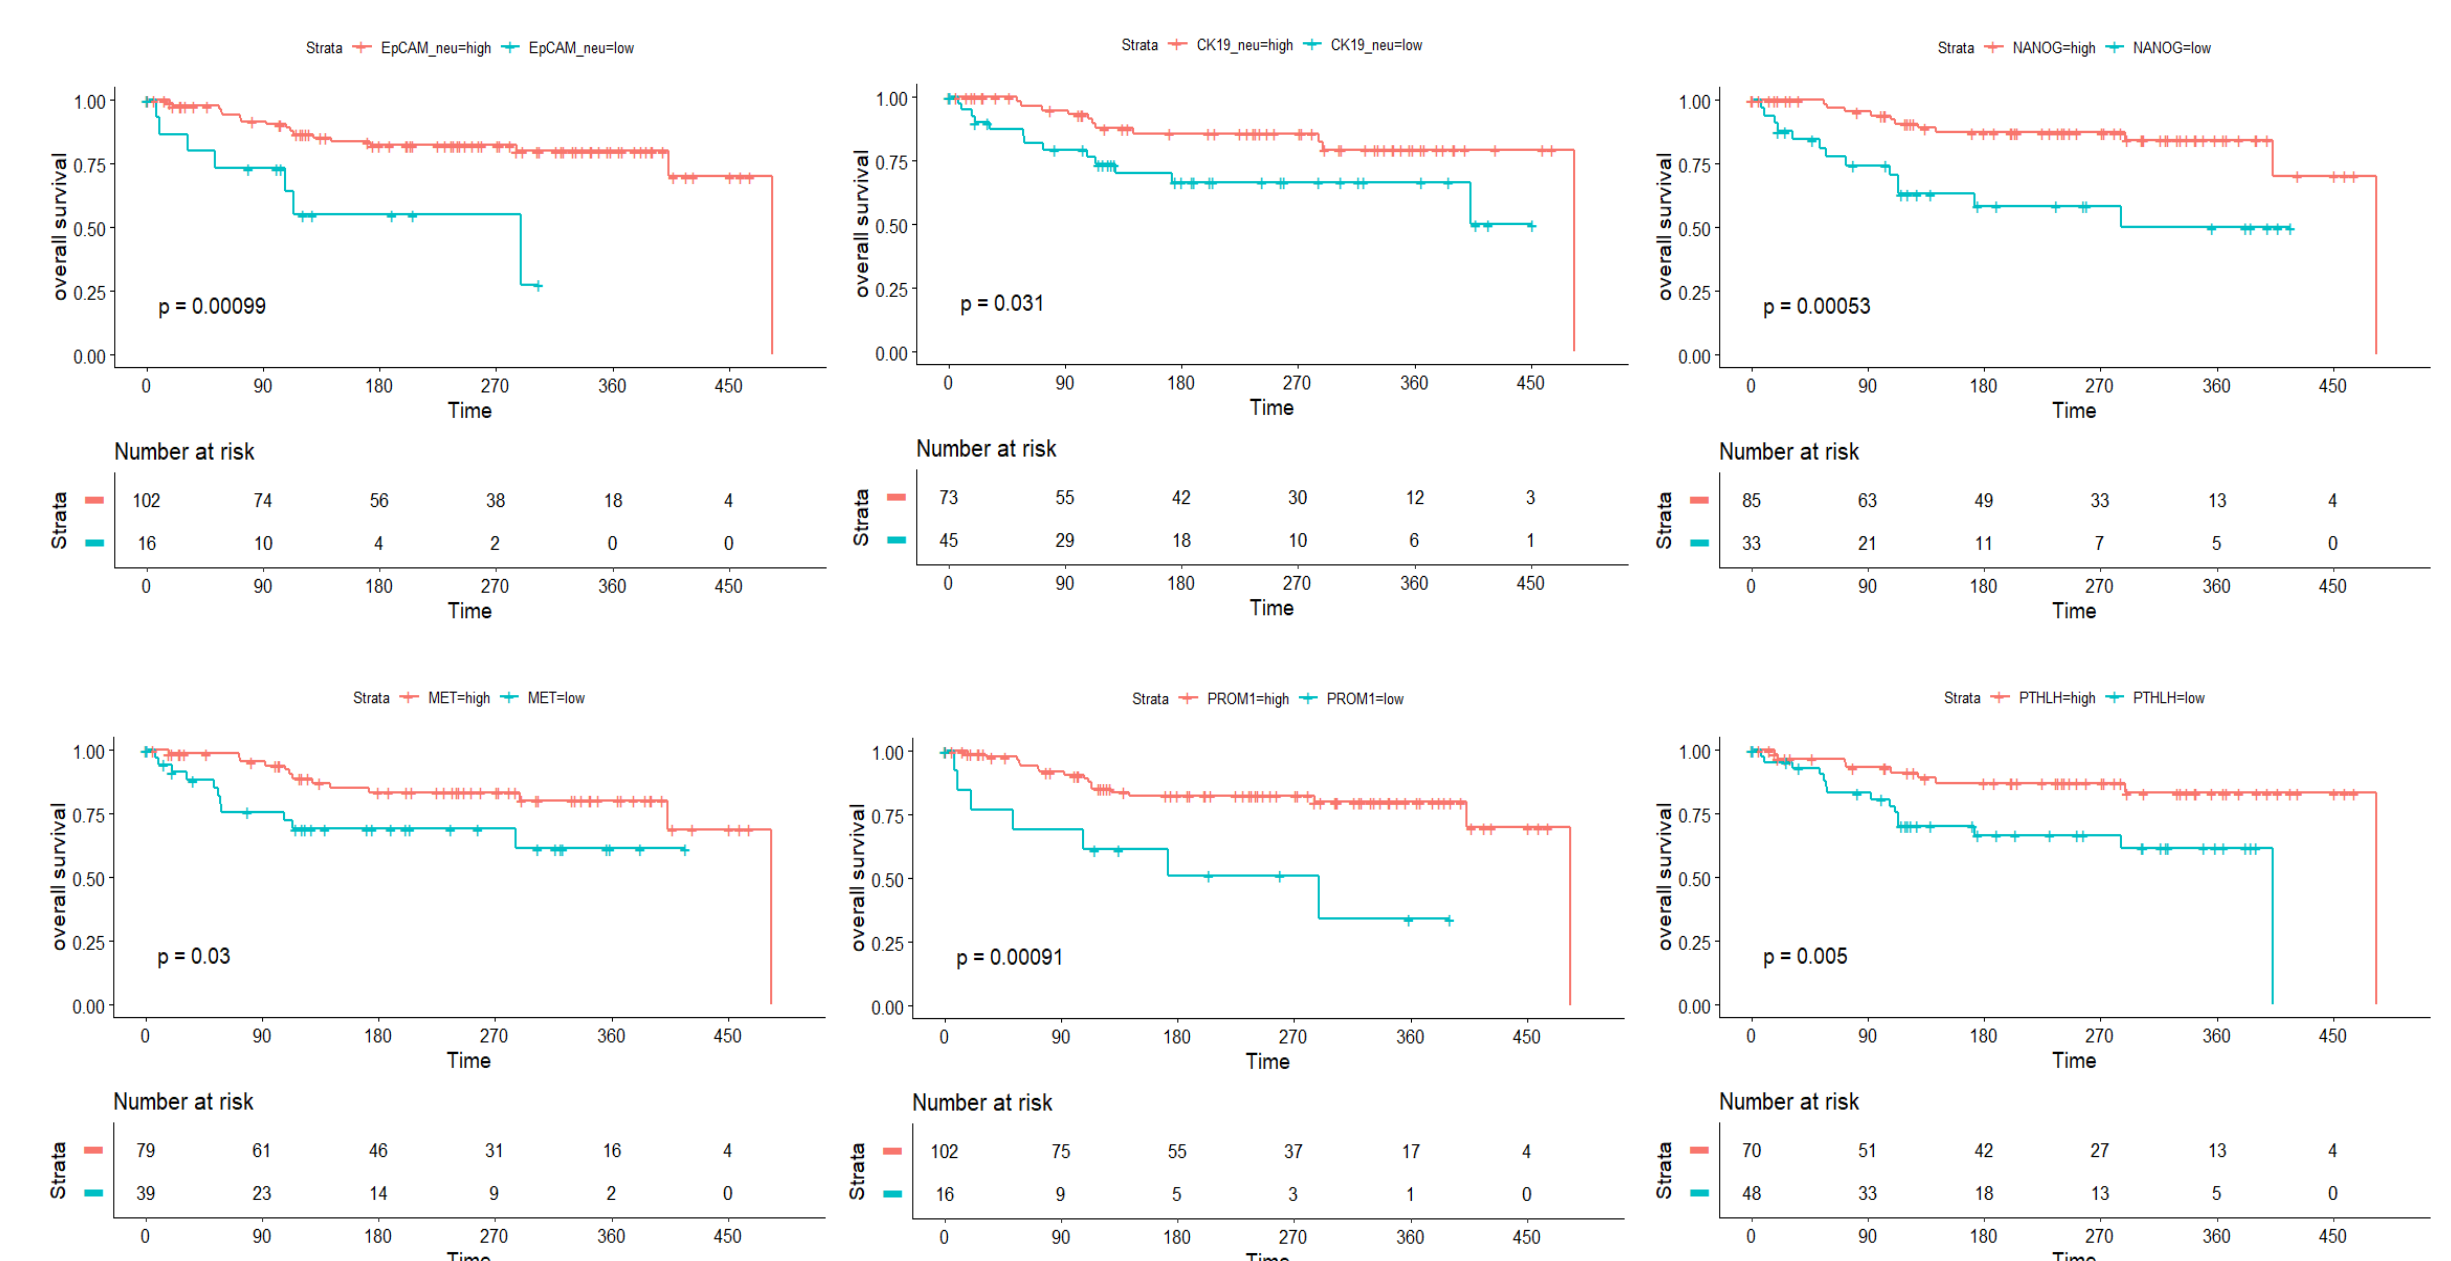 Strata EpCAM_neu=high EpCAM_neu=low
1.00
0.75
0.50
0.25
0.00
overall survival
p = 0.00099
0 90 180 270 360 450
Time
Number at risk
Strata
102 74 56 38 18 4
16 10 4 2 0 0
0 90 180 270 360 450
Time
Strata CK19_neu=high CK19_neu=low
1.00
0.75
0.50
0.25
0.00
overall survival
p = 0.031
0 90 180 270 360 450
Time
Number at risk
Strata
73 55 42 30 12 3
45 29 18 10 6 1
0 90 180 270 360 450
Time
Strata NANOG=high NANOG=low
1.00
0.75
0.50
0.25
0.00
overall survival
p = 0.00053
0 90 180 270 360 450
Time
Number at risk
Strata
85 63 49 33 13 4
33 21 11 7 5 0
0 90 180 270 360 450
Time
Strata MET=high MET=low
1.00
0.75
0.50
0.25
0.00
overall survival
p = 0.03
0 90 180 270 360 450
Time
Number at risk
Strata
79 61 46 31 16 4
39 23 14 9 2 0
0 90 180 270 360 450
Time
Strata PROM1=high PROM1=low
1.00
0.75
0.50
0.25
0.00
overall survival
p = 0.00091
0 90 180 270 360 450
Time
Number at risk
Strata
102 75 55 37 17 4
16 9 5 3 1 0
0 90 180 270 360 450
Time
Strata PTHLH=high PTHLH=low
1.00
0.75
0.50
0.25
0.00
overall survival
p = 0.005
0 90 180 270 360 450
Time
Number at risk
Strata
70 51 42 27 13 4
48 33 18 13 5 0
0 90 180 270 360 450
Time